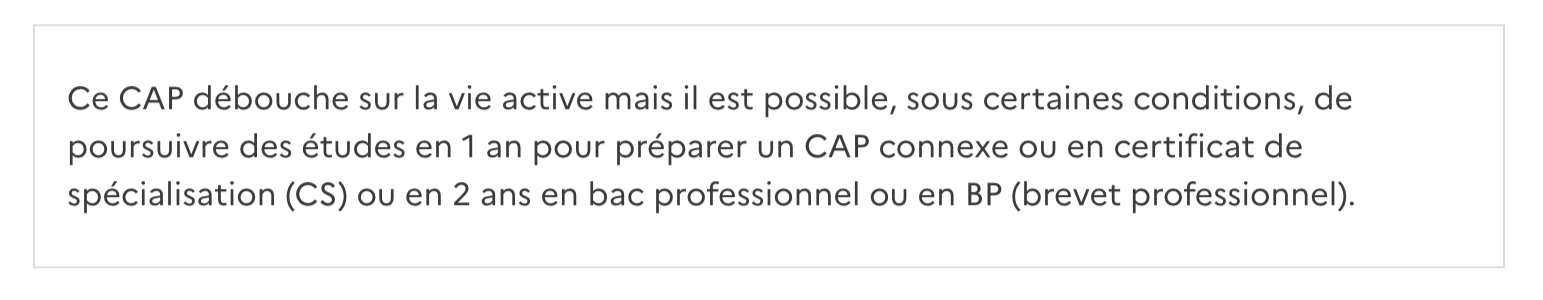 Ce CAP débouche sur la vie active mais il est possible, sous certaines conditions, de
poursuivre des études en 1 an pour préparer un CAP connexe ou en certificat de
spécialisation (CS) ou en 2 ans en bac professionnel ou en BP (brevet professionnel).